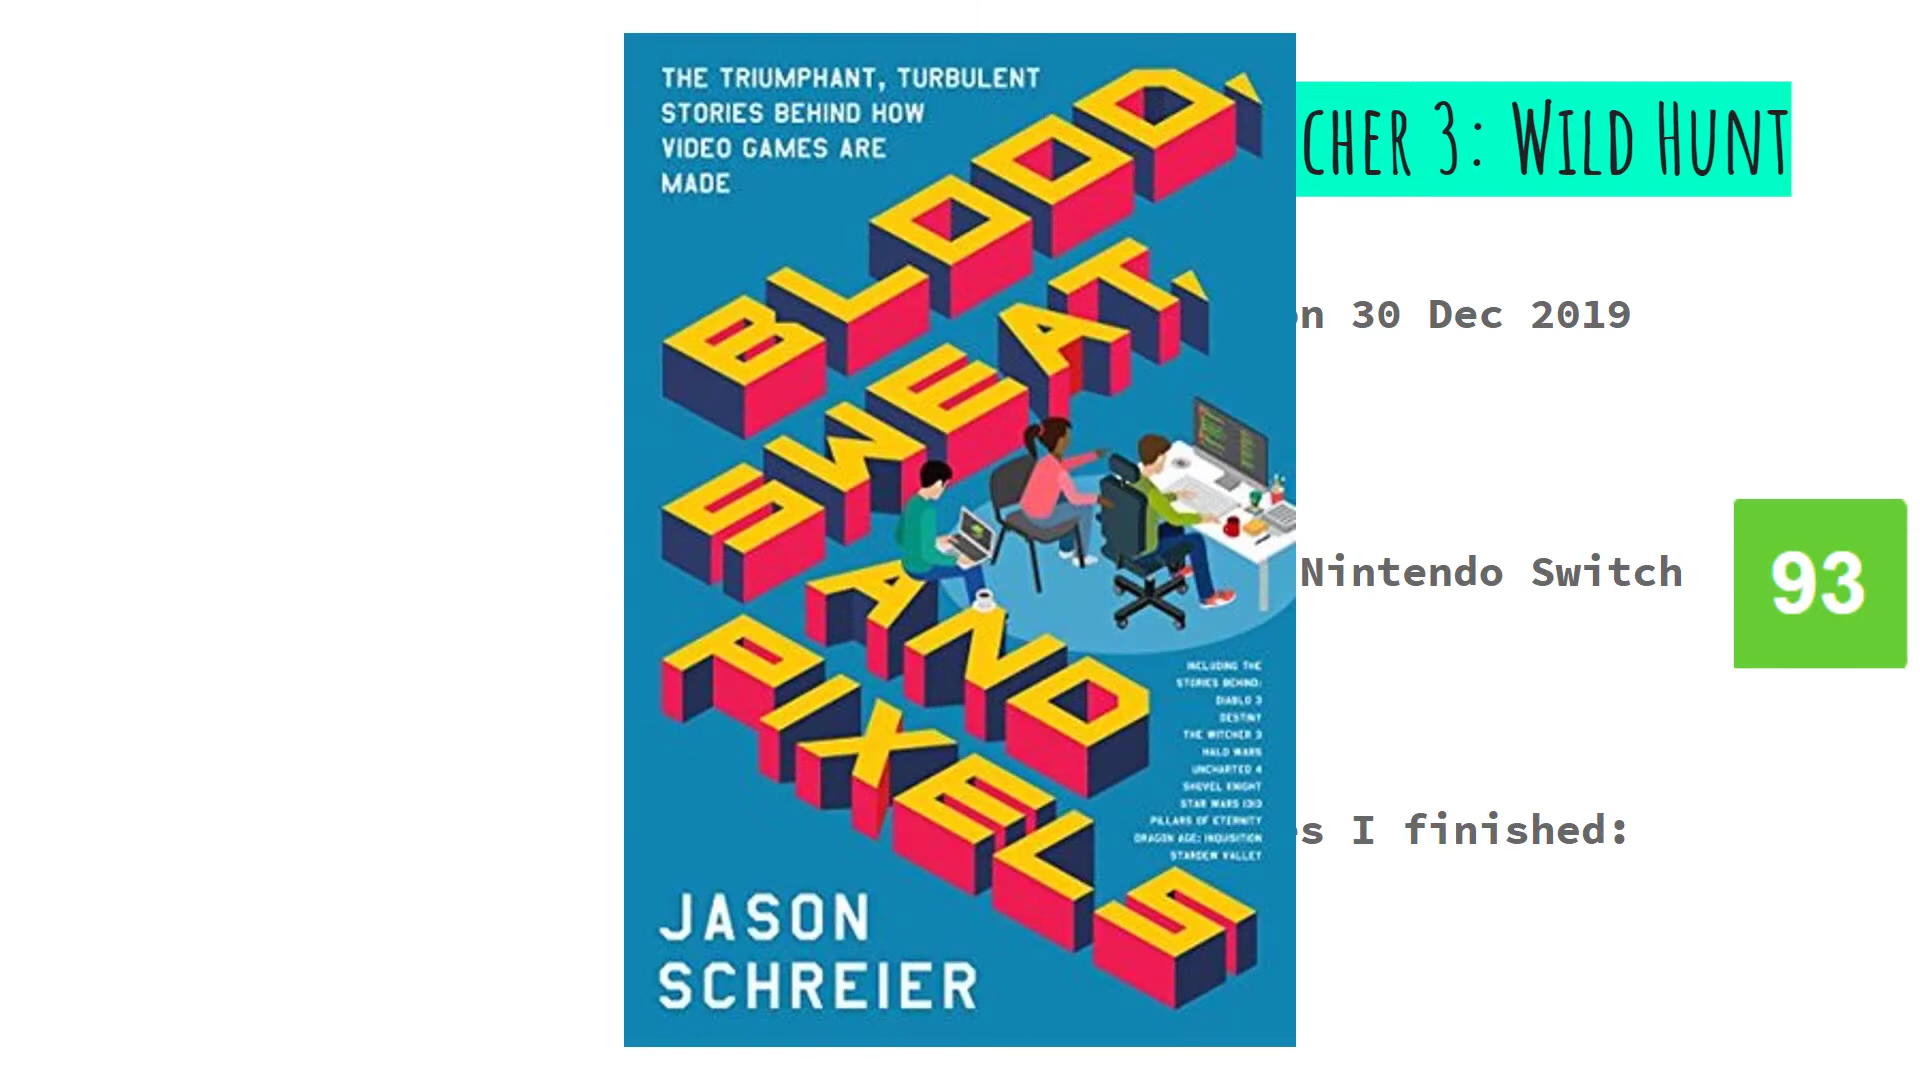 THE TRIUMPHANT, TURBULENT
STORIES BEHIND HOW
VIDEO GAMES ARE
MADE
BLOOD,
SWEAT,
AND
PIXELS
INCLUDING THE
STORIES BEHIND:
DIABLO 3
DESTINY
THE WITCHER 3
HALO WARS
UNCHARTED 4
SHOVEL KNIGHT
STAR WARS 1313
PILLARS OF ETERNITY
DRAGON AGE: INQUISITION
STARDEW VALLEY
JASON
SCHREIER
CHER 3: WILD HUNT
on 30 Dec 2019
Nintendo Switch
93
es I finished: